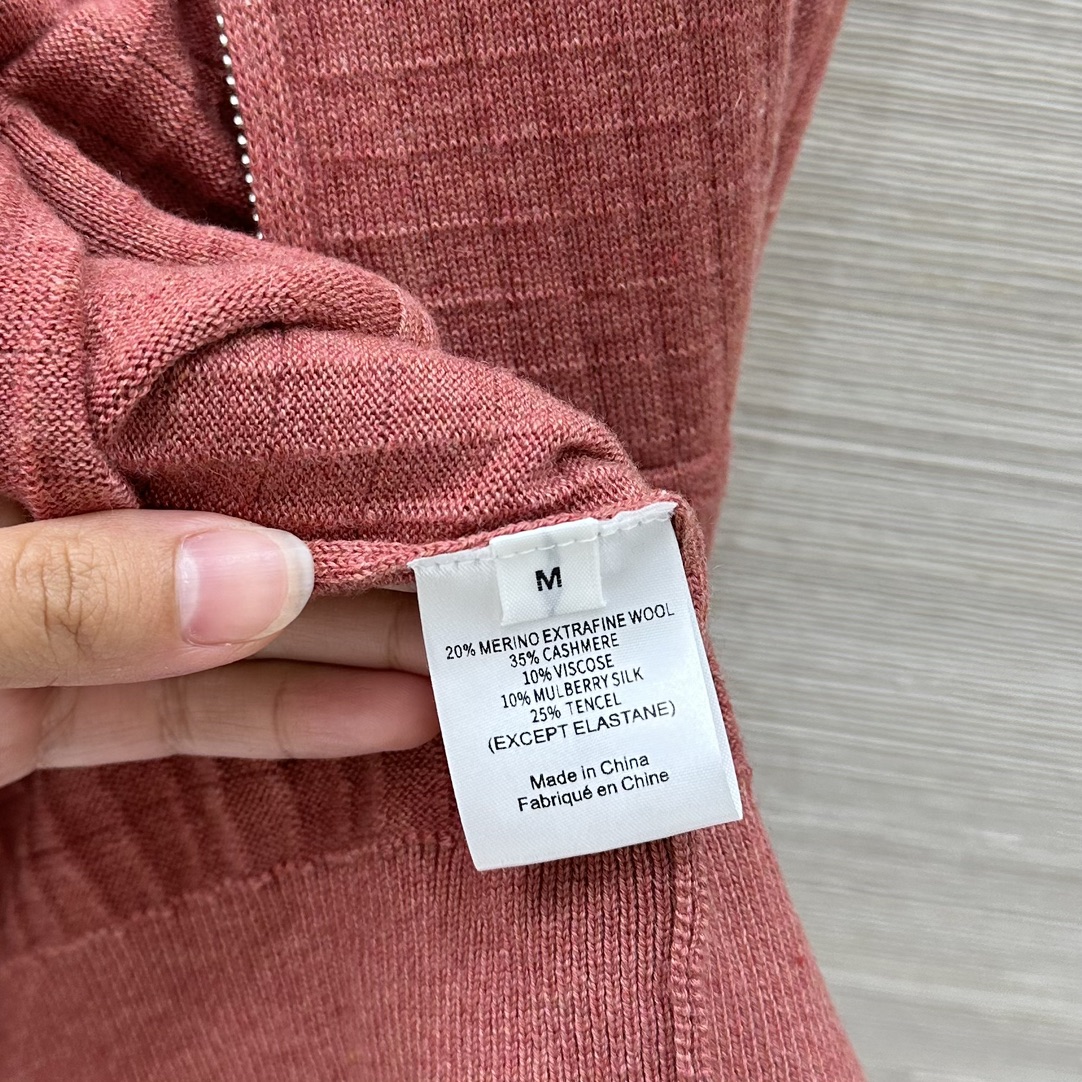 M
20% MERINO EXTRAFINE WOOL
35% CASHMERE
10% VISCOSE
10% MULBERRY SILK
25% TENCEL
(EXCEPT ELASTANE)
Made in China
Fabriqué en Chine